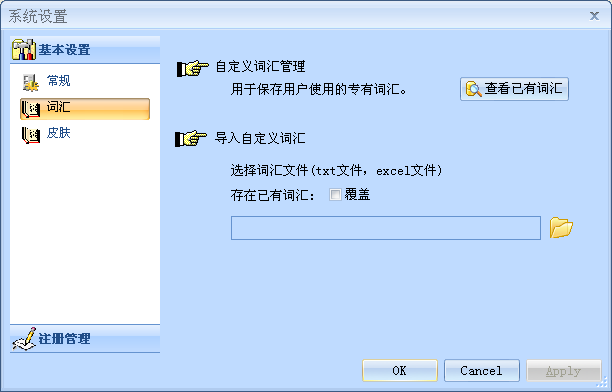 系统设置
基本设置
常规
词汇
皮肤
注册管理
自定义词汇管理
用于保存用户使用的专有词汇。
查看已有词汇
导入自定义词汇
选择词汇文件(txt文件，excel文件)
存在已有词汇：
覆盖
OK
Cancel
Apply